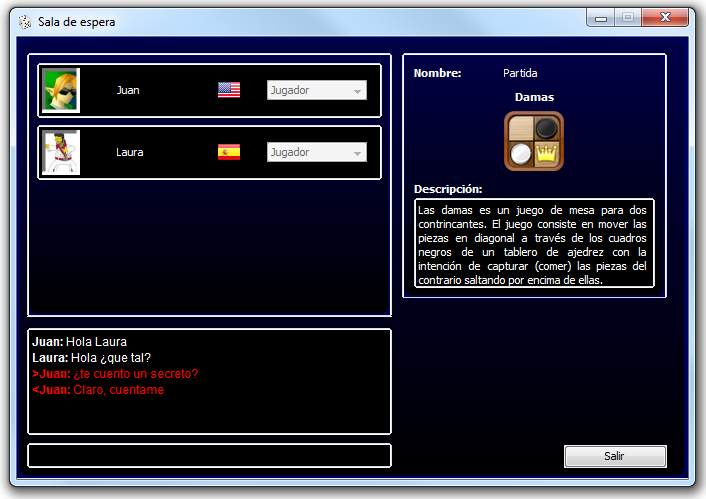 Sala de espera
Juan
Jugador
Laura
Jugador
Nombre: Partida
Damas
Descripción:
Las damas es un juego de mesa para dos
contrincantes. El juego consiste en mover las
piezas en diagonal a través de los cuadros
negros de un tablero de ajedrez con la
intención de capturar (comer) las piezas del
contrario saltando por encima de ellas.
Juan: Hola Laura
Laura: Hola ¿que tal?
>Juan: ¿te cuento un secreto?
<Juan: Claro, cuentame
Salir